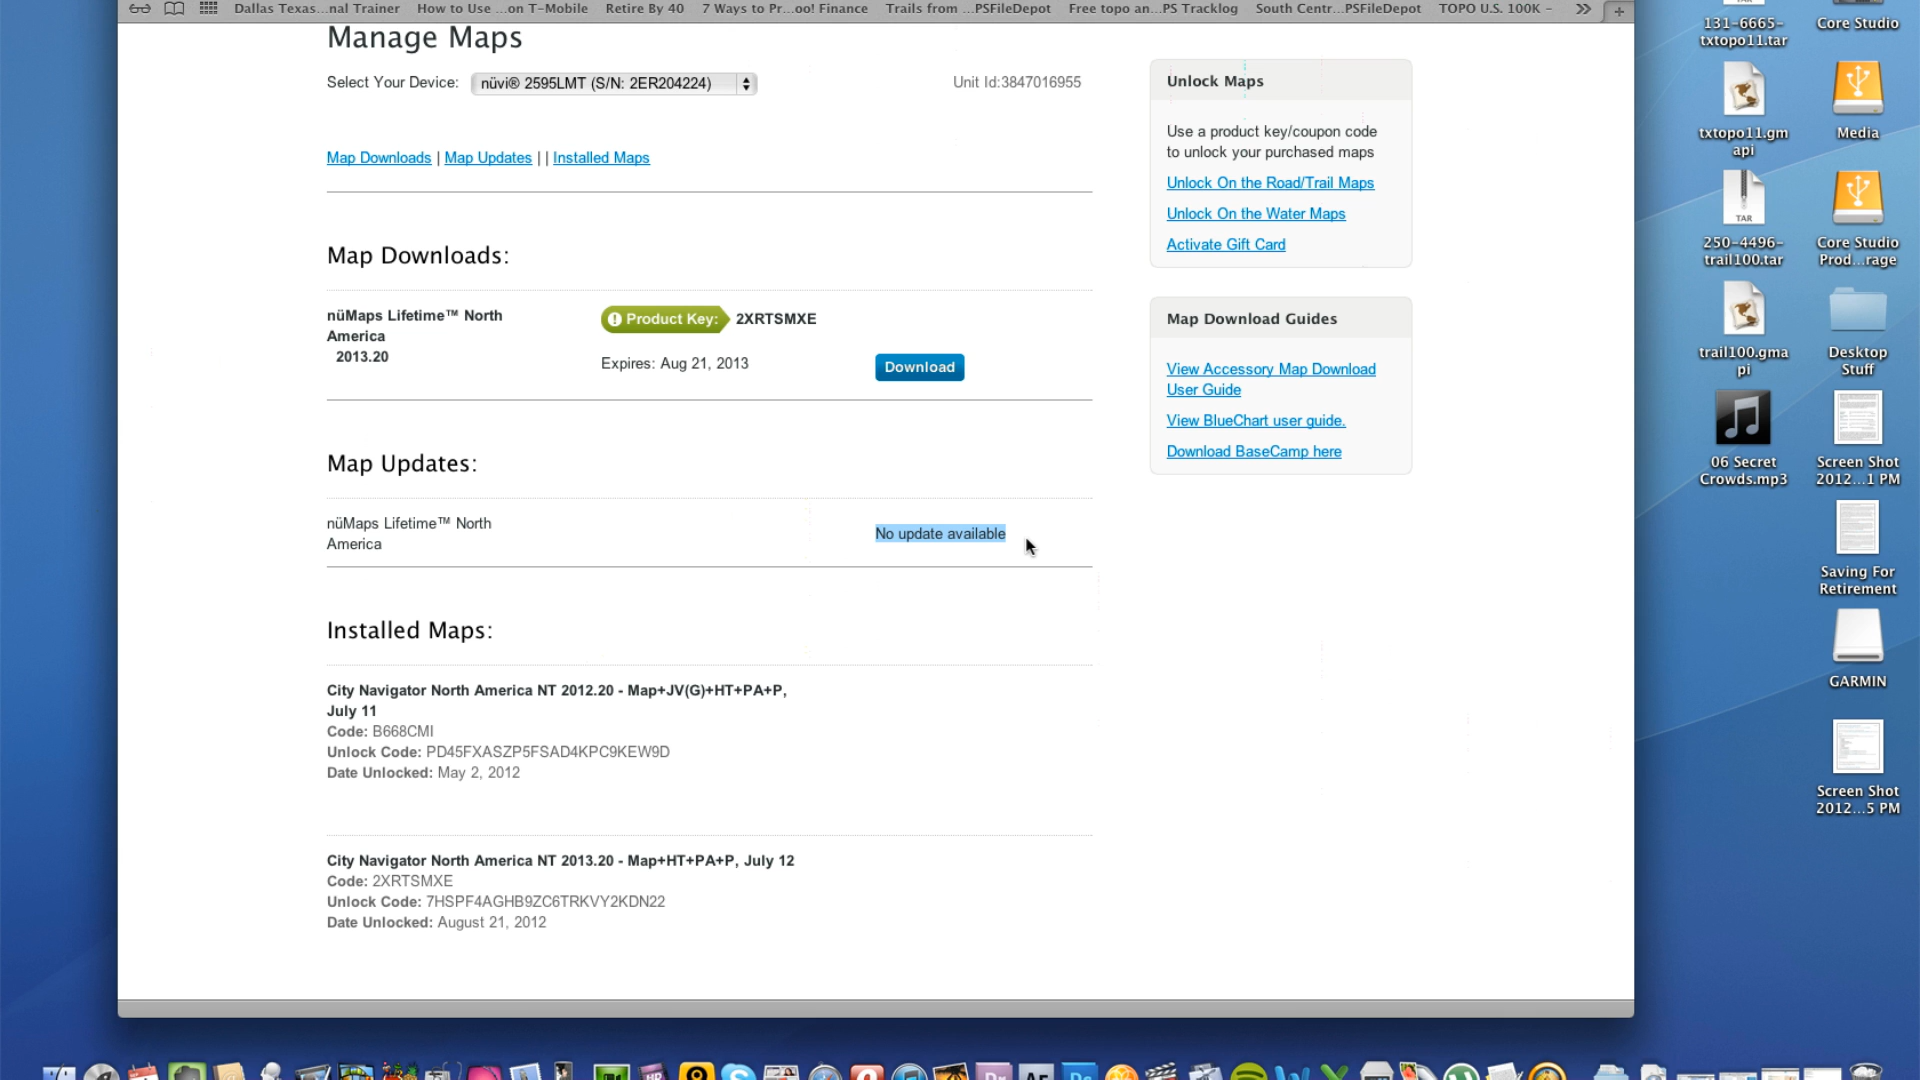 Dallas Texas...nal Trainer How to Use ...on T-Mobile Retire By 40 7 Ways to Pr...oo! Finance Trails from ...PSFileDepot Free topo an...PS Tracklog South Centr...PSFileDepot TOPO U.S. 100K -
Manage Maps
Select Your Device: nüvi® 2595LMT (S/N: 2ER204224) Unit Id:3847016955
Map Downloads | Map Updates | | Installed Maps
Map Downloads:
nüMaps Lifetime™ North
America
2013.20
Product Key: 2XRTSMXE
Expires: Aug 21, 2013
Download
Map Updates:
nüMaps Lifetime™ North
America
No update available
Installed Maps:
City Navigator North America NT 2012.20 - Map+JV(G)+HT+PA+P,
July 11
Code: B668CMI
Unlock Code: PD45FXASZP5FSAD4KPC9KEW9D
Date Unlocked: May 2, 2012
City Navigator North America NT 2013.20 - Map+HT+PA+P, July 12
Code: 2XRTSMXE
Unlock Code: 7HSPF4AGHB9ZC6TRKVY2KDN22
Date Unlocked: August 21, 2012
Unlock Maps
Use a product key/coupon code
to unlock your purchased maps
Unlock On the Road/Trail Maps
Unlock On the Water Maps
Activate Gift Card
Map Download Guides
View Accessory Map Download
User Guide
View BlueChart user guide.
Download BaseCamp here
131-6665-
txtopo11.tar
txtopo11.gm
api
TAR
250-4496-
trail100.tar
trail100.gma
pi
06 Secret
Crowds.mp3
Core Studio
Media
Core Studio
Prod...rage
Desktop
Stuff
Screen Shot
2012...1 PM
Saving For
Retirement
GARMIN
Screen Shot
2012...5 PM